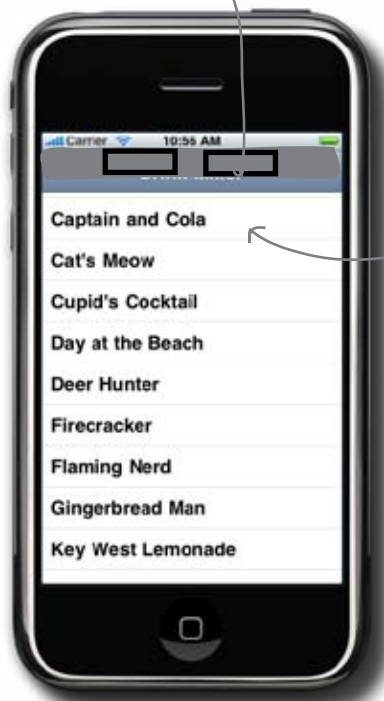 Carrier 10:55 AM
Captain and Cola
Cat's Meow
Cupid's Cocktail
Day at the Beach
Deer Hunter
Firecracker
Flaming Nerd
Gingerbread Man
Key West Lemonade